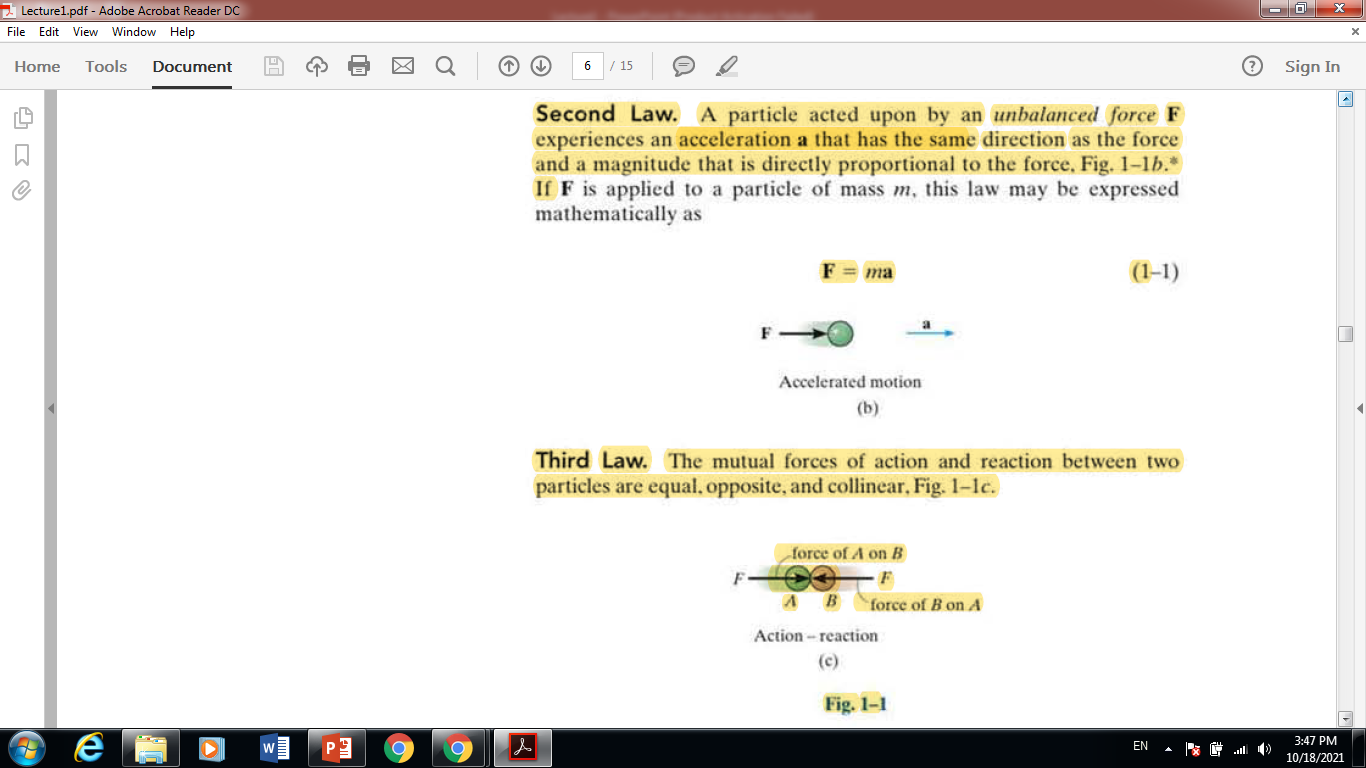 Lecture1.pdf - Adobe Acrobat Reader DC
File Edit View Window Help
Home Tools Document 6 / 15 Sign In
Second Law. A particle acted upon by an unbalanced force F
experiences an acceleration a that has the same direction as the force
and a magnitude that is directly proportional to the force, Fig. 1–1b.*
If F is applied to a particle of mass m, this law may be expressed
mathematically as
F = ma (1–1)
F a
Accelerated motion
(b)
Third Law. The mutual forces of action and reaction between two
particles are equal, opposite, and collinear, Fig. 1–1c.
force of A on B
F F
A B force of B on A
Action – reaction
(c)
Fig. 1–1
EN 3:47 PM
10/18/2021